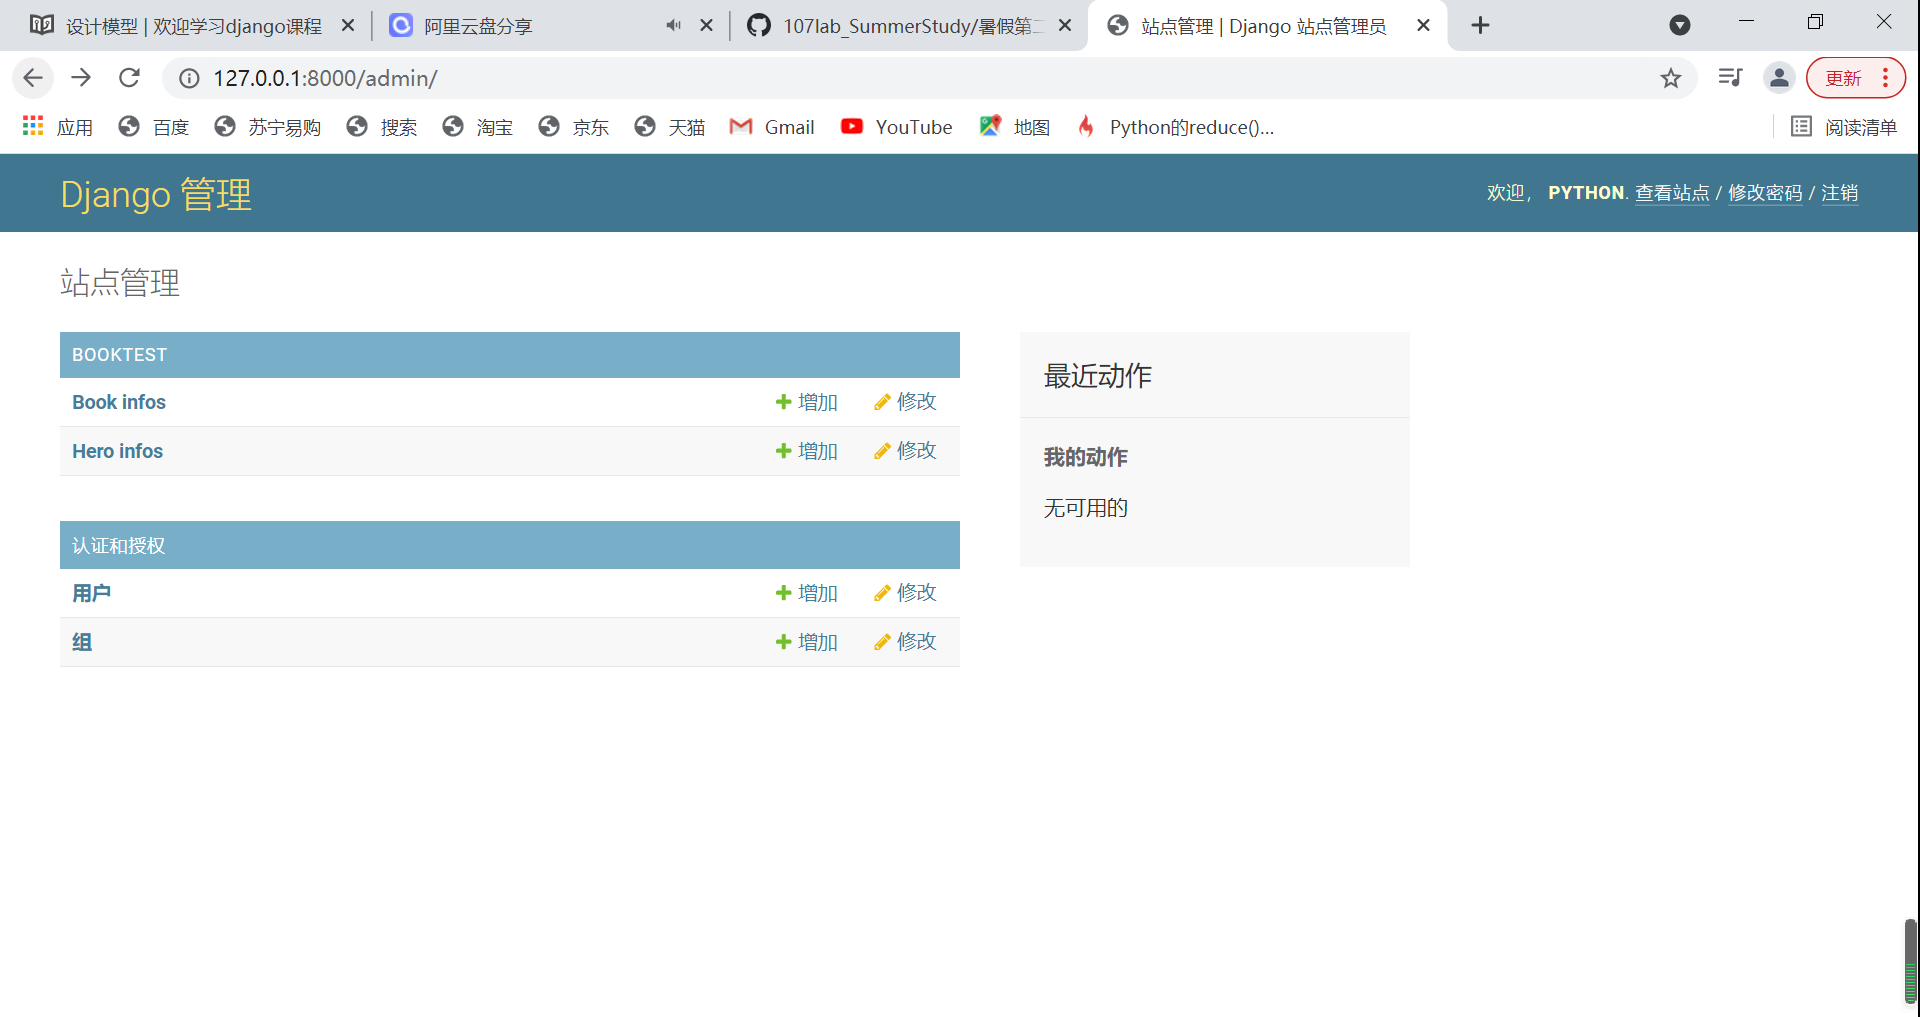 设计模型 | 欢迎学习django课程
阿里云盘分享
107lab_SummerStudy/暑假第二
站点管理 | Django 站点管理员
127.0.0.1:8000/admin/
更新
应用
百度
苏宁易购
搜索
淘宝
京东
天猫
Gmail
YouTube
地图
Python的reduce()...
阅读清单
Django 管理
欢迎， PYTHON. 查看站点 / 修改密码 / 注销
站点管理
BOOKTEST
Book infos 增加 修改
Hero infos 增加 修改
认证和授权
用户 增加 修改
组 增加 修改
最近动作
我的动作
无可用的